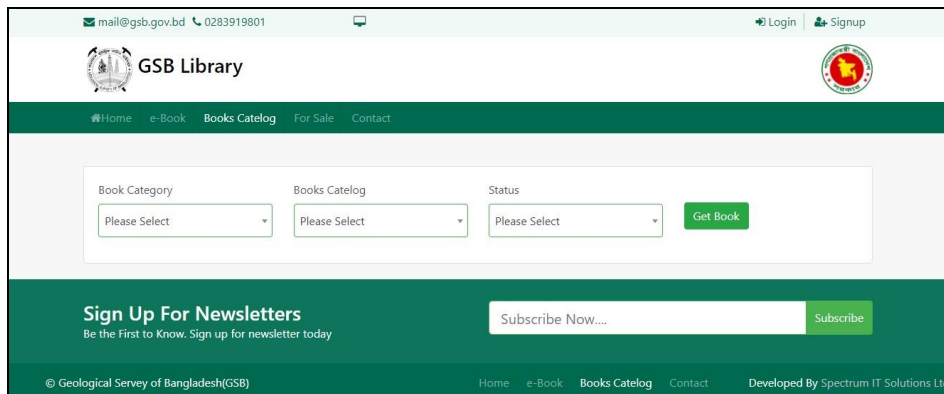 mail@gsb.gov.bd 0283919801 Login Signup
GSB Library
Home e-Book Books Catelog For Sale Contact
Book Category Books Catelog Status
Please Select Please Select Please Select Get Book
Sign Up For Newsletters
Be the First to Know. Sign up for newsletter today
Subscribe Now.... Subscribe
© Geological Servey of Bangladesh(GSB) Home e-Book Books Catelog Contact Developed By Spectrum IT Solutions